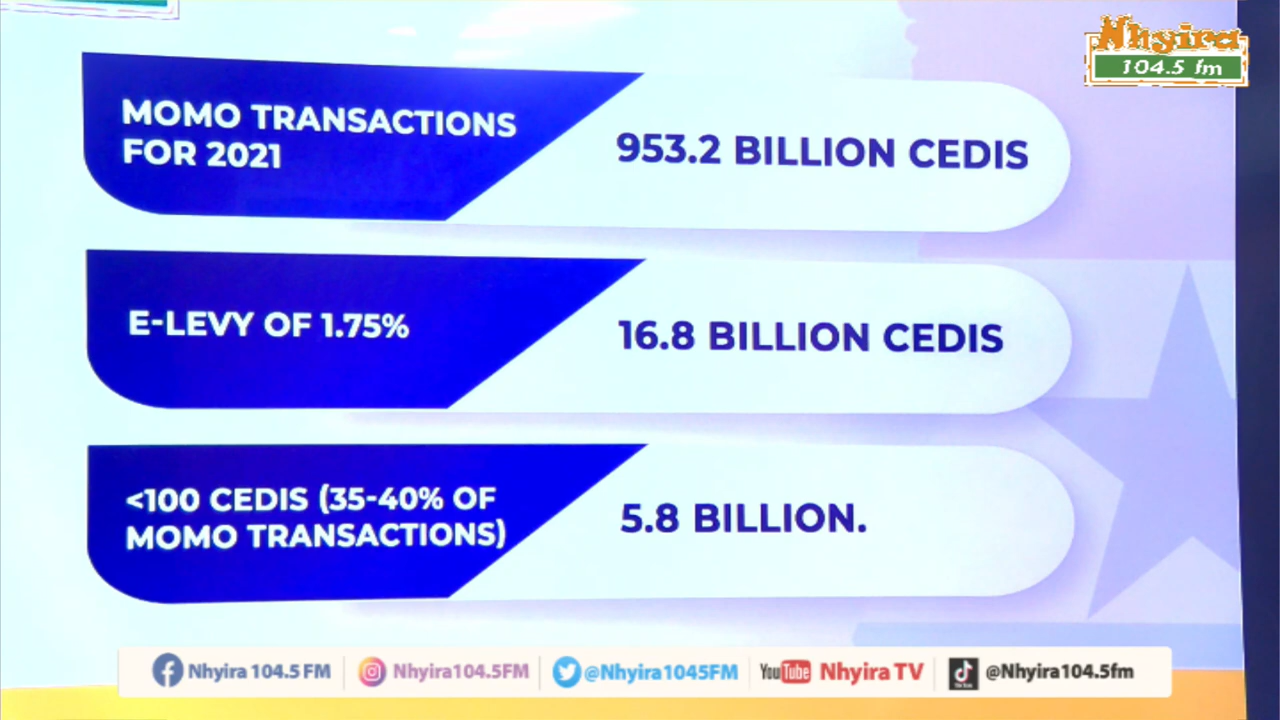 Nhyira
104.5 fm
MOMO TRANSACTIONS
FOR 2021
953.2 BILLION CEDIS
E-LEVY OF 1.75%
16.8 BILLION CEDIS
<100 CEDIS (35-40% OF
MOMO TRANSACTIONS)
5.8 BILLION.
Nhyira 104.5 FM Nhyira104.5FM @Nhyira1045FM YouTube Nhyira TV @Nhyira104.5fm